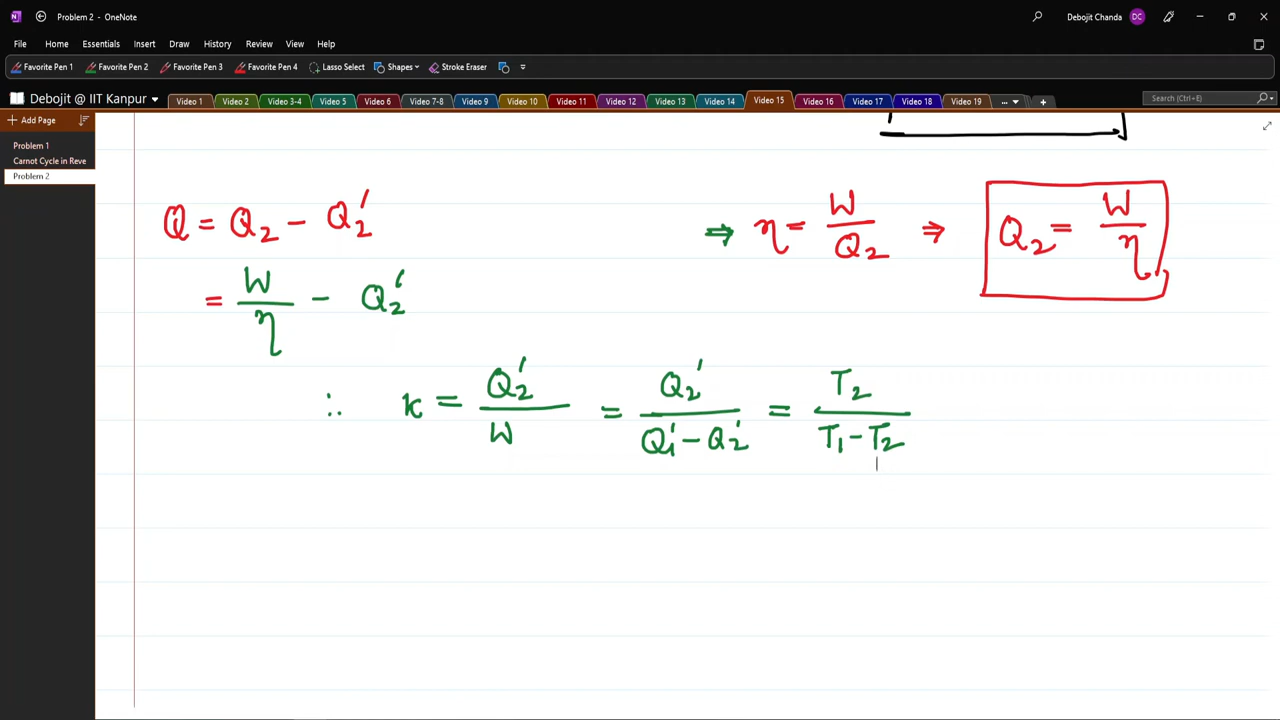 Problem 2 - OneNote
Debojit Chanda DC
File Home Essentials Insert Draw History Review View Help
Favorite Pen 1 Favorite Pen 2 Favorite Pen 3 Favorite Pen 4 Lasso Select Shapes Stroke Eraser
Debojit @ IIT Kanpur Video 1 Video 2 Video 3-4 Video 5 Video 6 Video 7-8 Video 9 Video 10 Video 11 Video 12 Video 13 Video 14 Video 15 Video 16 Video 17 Video 18 Video 19 ... + Search (Ctrl+E)
+ Add Page
Problem 1
Carnot Cycle in Reve
Problem 2
Q = Q₂ − Q₂′ ⇒ η = W/Q₂ ⇒ Q₂ = W/η
= W/η − Q₂′
∴ K = Q₂′/W = Q₂′/(Q₁′ − Q₂′) = T₂/(T₁ − T₂)